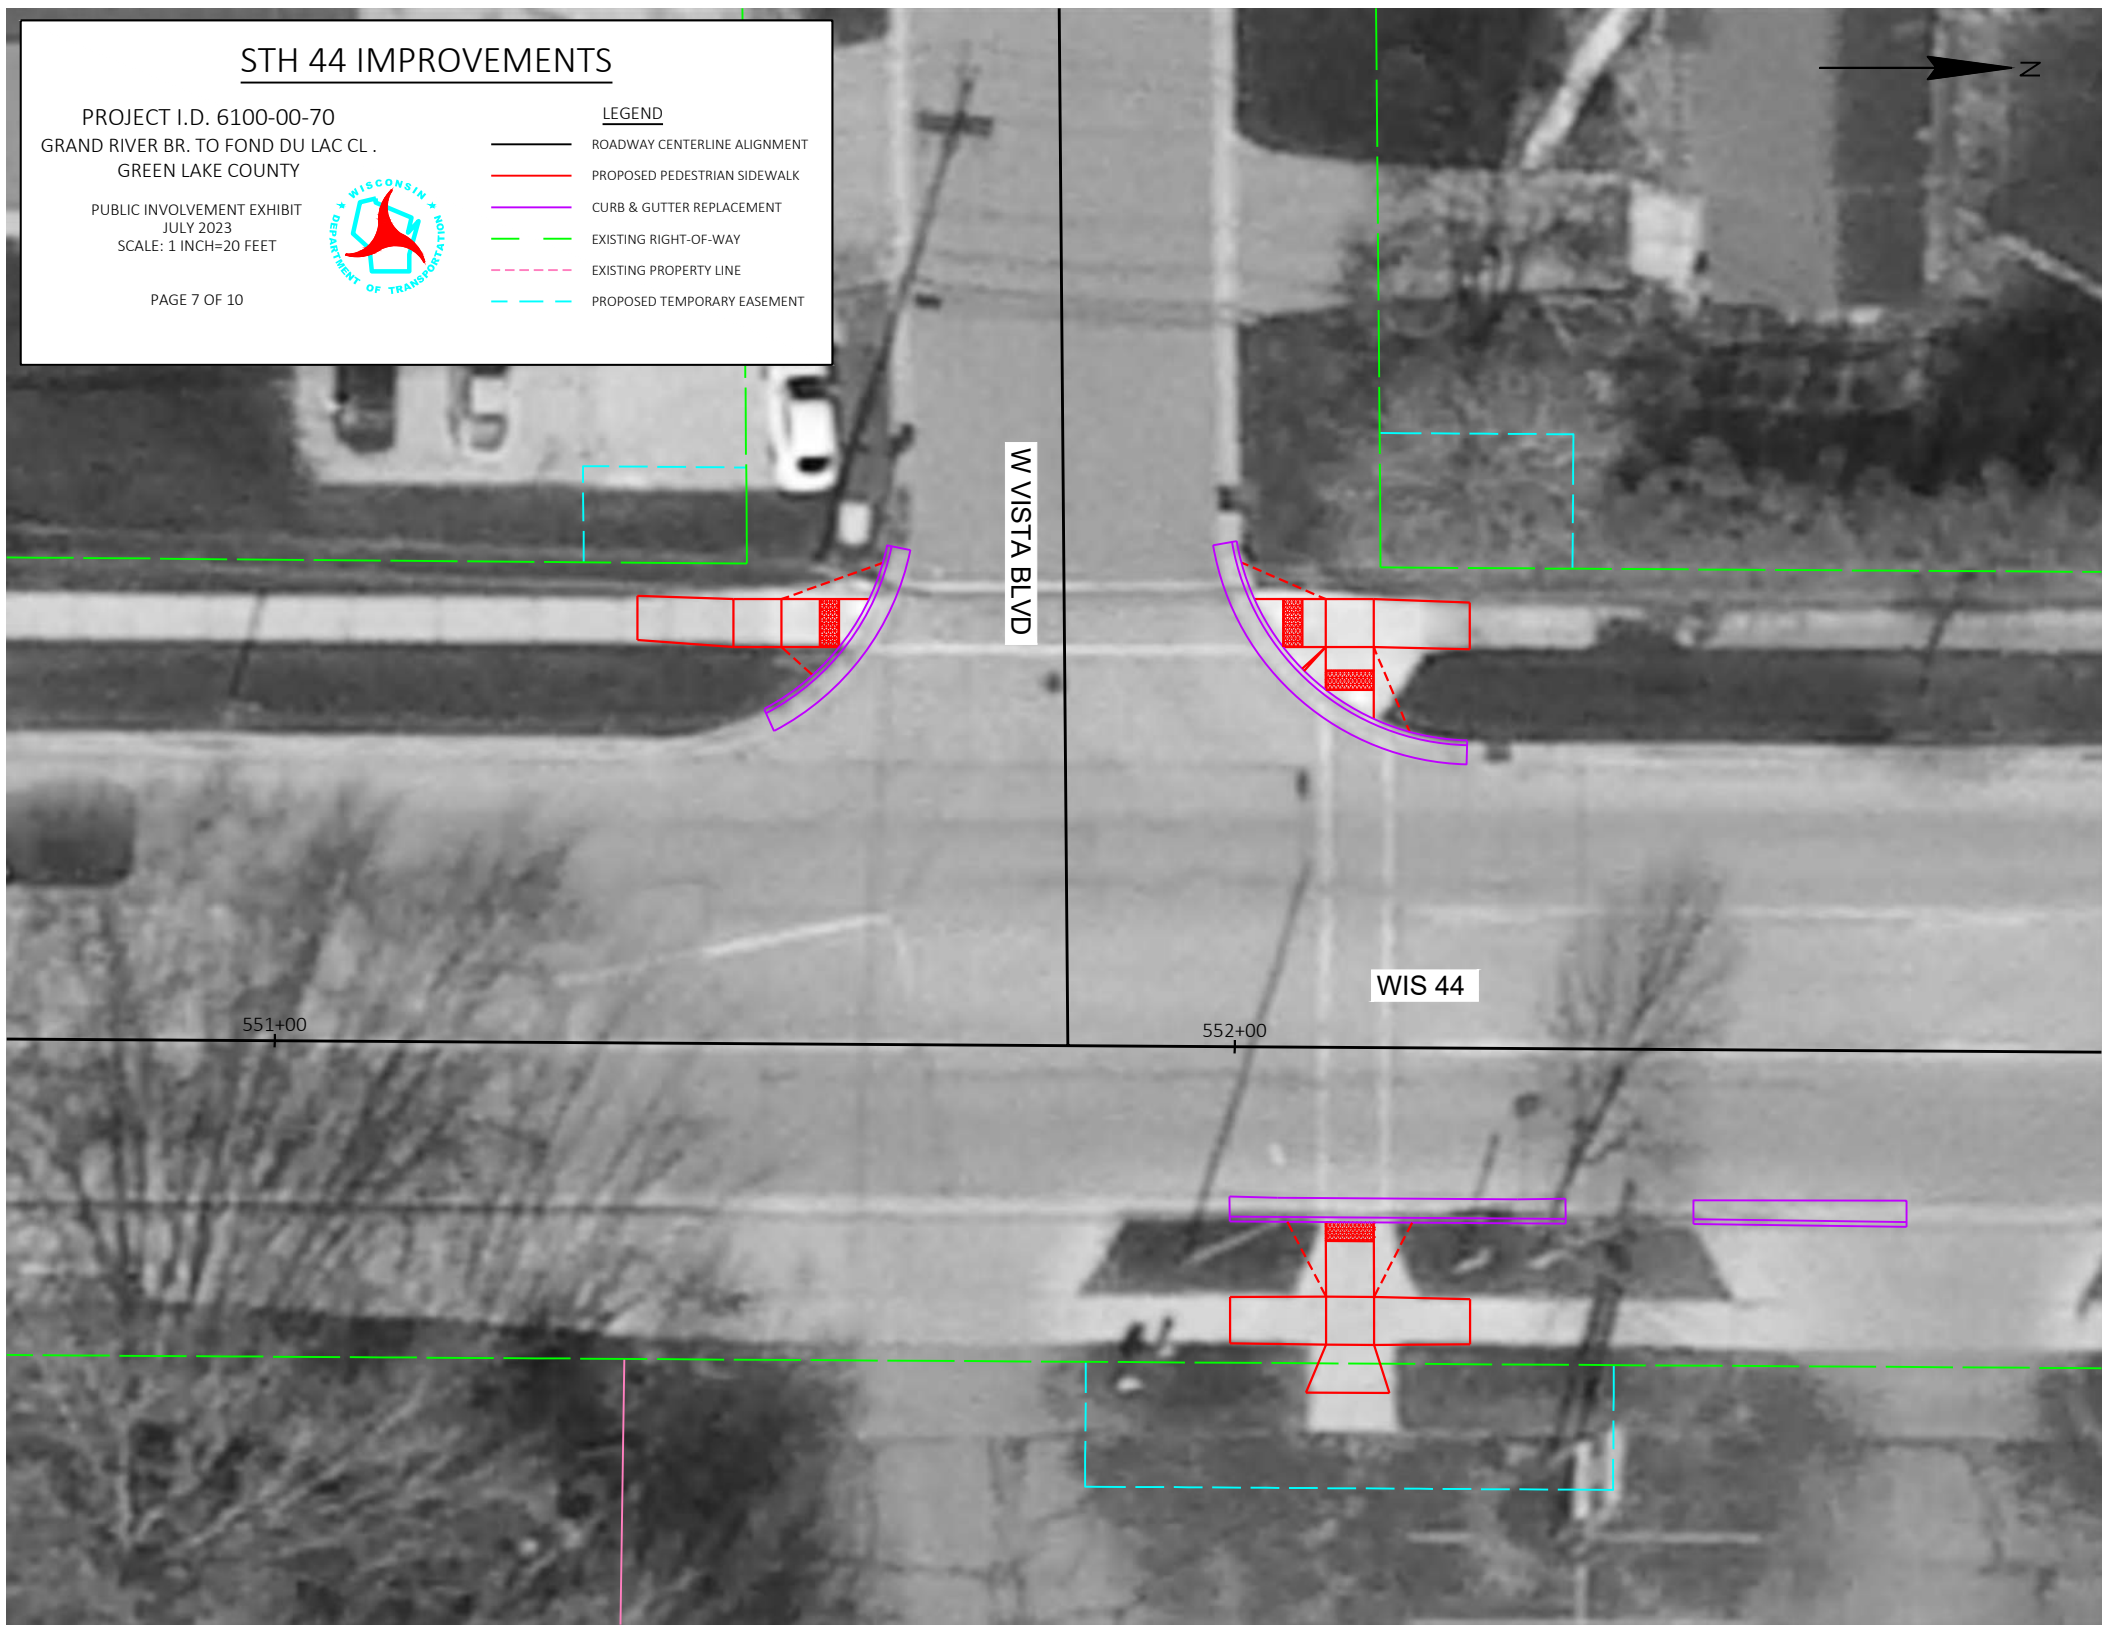 STH 44 IMPROVEMENTS
PROJECT I.D. 6100-00-70
GRAND RIVER BR. TO FOND DU LAC CL .
GREEN LAKE COUNTY
PUBLIC INVOLVEMENT EXHIBIT
JULY 2023
SCALE: 1 INCH=20 FEET
PAGE 7 OF 10
★ WISCONSIN ★
DEPARTMENT OF TRANSPORTATION
LEGEND
ROADWAY CENTERLINE ALIGNMENT
PROPOSED PEDESTRIAN SIDEWALK
CURB & GUTTER REPLACEMENT
EXISTING RIGHT-OF-WAY
EXISTING PROPERTY LINE
PROPOSED TEMPORARY EASEMENT
N
W VISTA BLVD
WIS 44
551+00
552+00